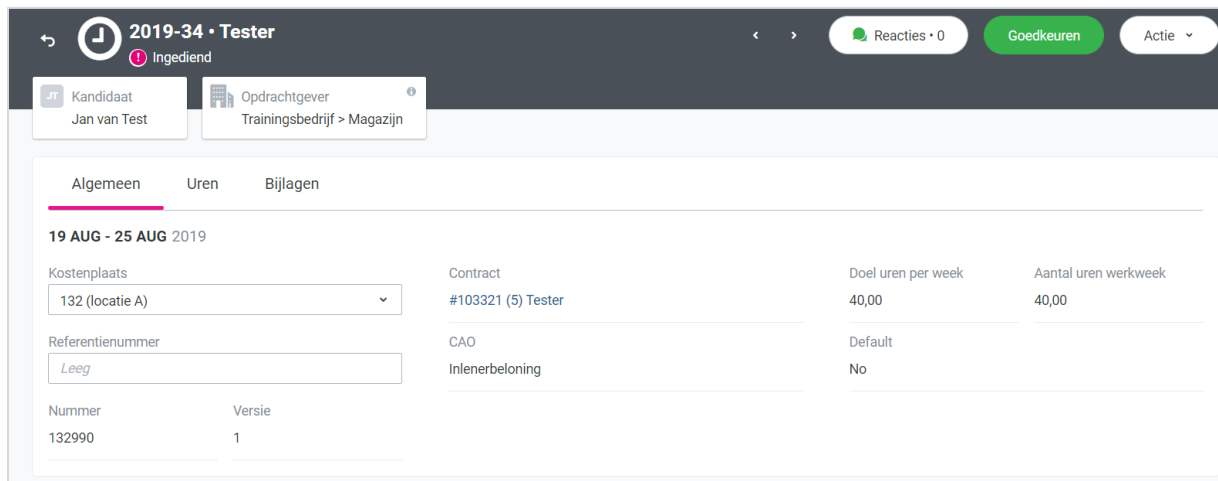 2019-34 • Tester
Ingediend
Reacties • 0
Goedkeuren
Actie
JT
Kandidaat
Jan van Test
Opdrachtgever
Trainingsbedrijf > Magazijn
Algemeen
Uren
Bijlagen
19 AUG - 25 AUG 2019
Kostenplaats
132 (locatie A)
Contract
#103321 (5) Tester
Doel uren per week
40,00
Aantal uren werkweek
40,00
Referentienummer
Leeg
CAO
Inlenerbeloning
Default
No
Nummer
132990
Versie
1